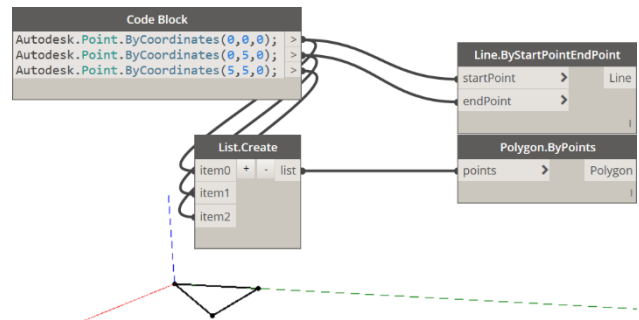 Code Block
Autodesk.Point.ByCoordinates(0,0,0); >
Autodesk.Point.ByCoordinates(0,5,0); >
Autodesk.Point.ByCoordinates(5,5,0); >
Line.ByStartPointEndPoint
startPoint > Line
endPoint >
l
List.Create
item0 + - list
item1
item2
Polygon.ByPoints
points > Polygon
l